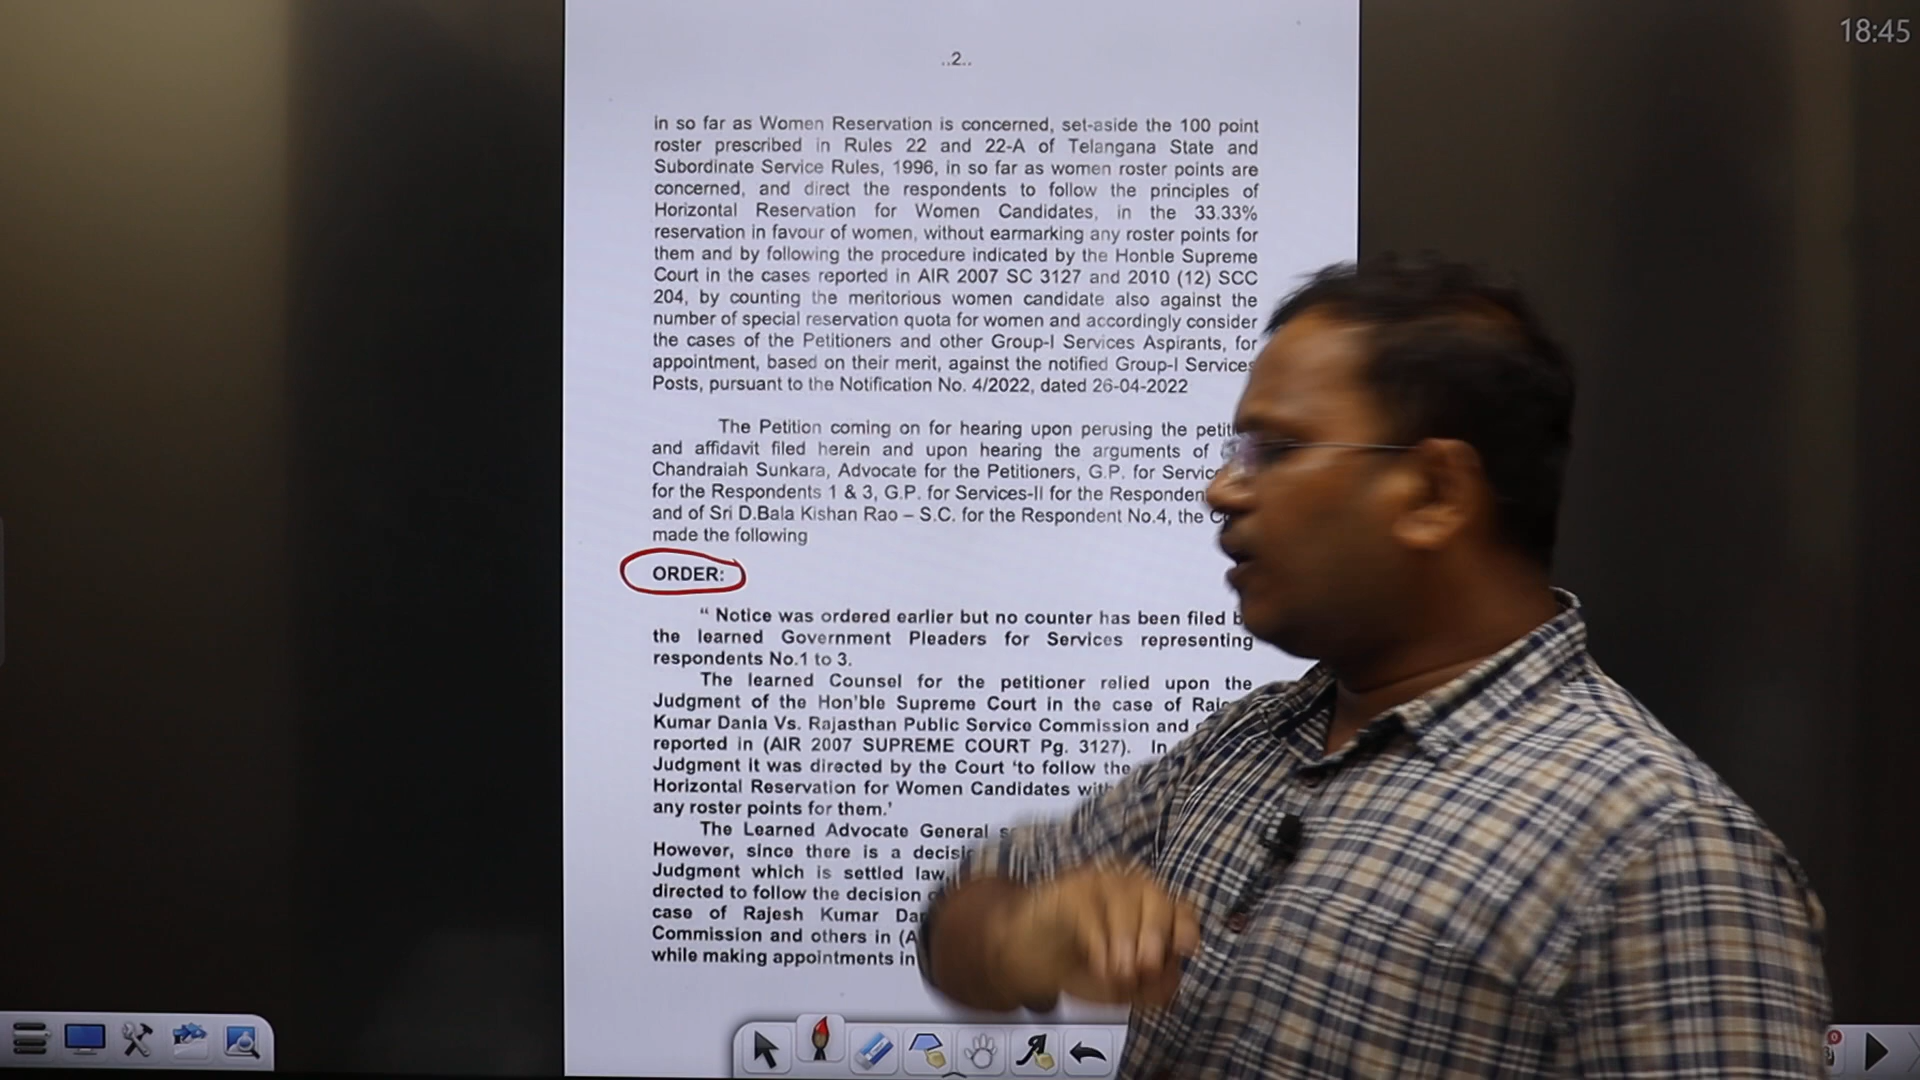 18:45
..2..
in so far as Women Reservation is concerned, set-aside the 100 point
roster prescribed in Rules 22 and 22-A of Telangana State and
Subordinate Service Rules, 1996, in so far as women roster points are
concerned, and direct the respondents to follow the principles of
Horizontal Reservation for Women Candidates, in the 33.33%
reservation in favour of women, without earmarking any roster points for
them and by following the procedure indicated by the Honble Supreme
Court in the cases reported in AIR 2007 SC 3127 and 2010 (12) SCC
204, by counting the meritorious women candidate also against the
number of special reservation quota for women and accordingly consider
the cases of the Petitioners and other Group-I Services Aspirants, for
appointment, based on their merit, against the notified Group-I Services
Posts, pursuant to the Notification No. 4/2022, dated 26-04-2022
The Petition coming on for hearing upon perusing the
and affidavit filed herein and upon hearing the arguments of
Chandraiah Sunkara, Advocate for the Petitioners, G.P. for
for the Respondents 1 & 3, G.P. for Services-II for the
and of Sri D.Bala Kishan Rao – S.C. for the Respondent No.4, the
made the following
ORDER:
“ Notice was ordered earlier but no counter has been filed
the learned Government Pleaders for Services representing
respondents No.1 to 3.
The learned Counsel for the petitioner relied upon the
Judgment of the Hon'ble Supreme Court in the case of
Kumar Daria Vs. Rajasthan Public Service Commission and
reported in (AIR 2007 SUPREME COURT Pg. 3127). In
Judgment it was directed by the Court 'to follow the
Horizontal Reservation for Women Candidates
any roster points for them.'
The Learned Advocate General
However, since there is a
Judgment which is settled law,
directed to follow the decision
case of Rajesh Kumar
Commission and others in
while making appointments in